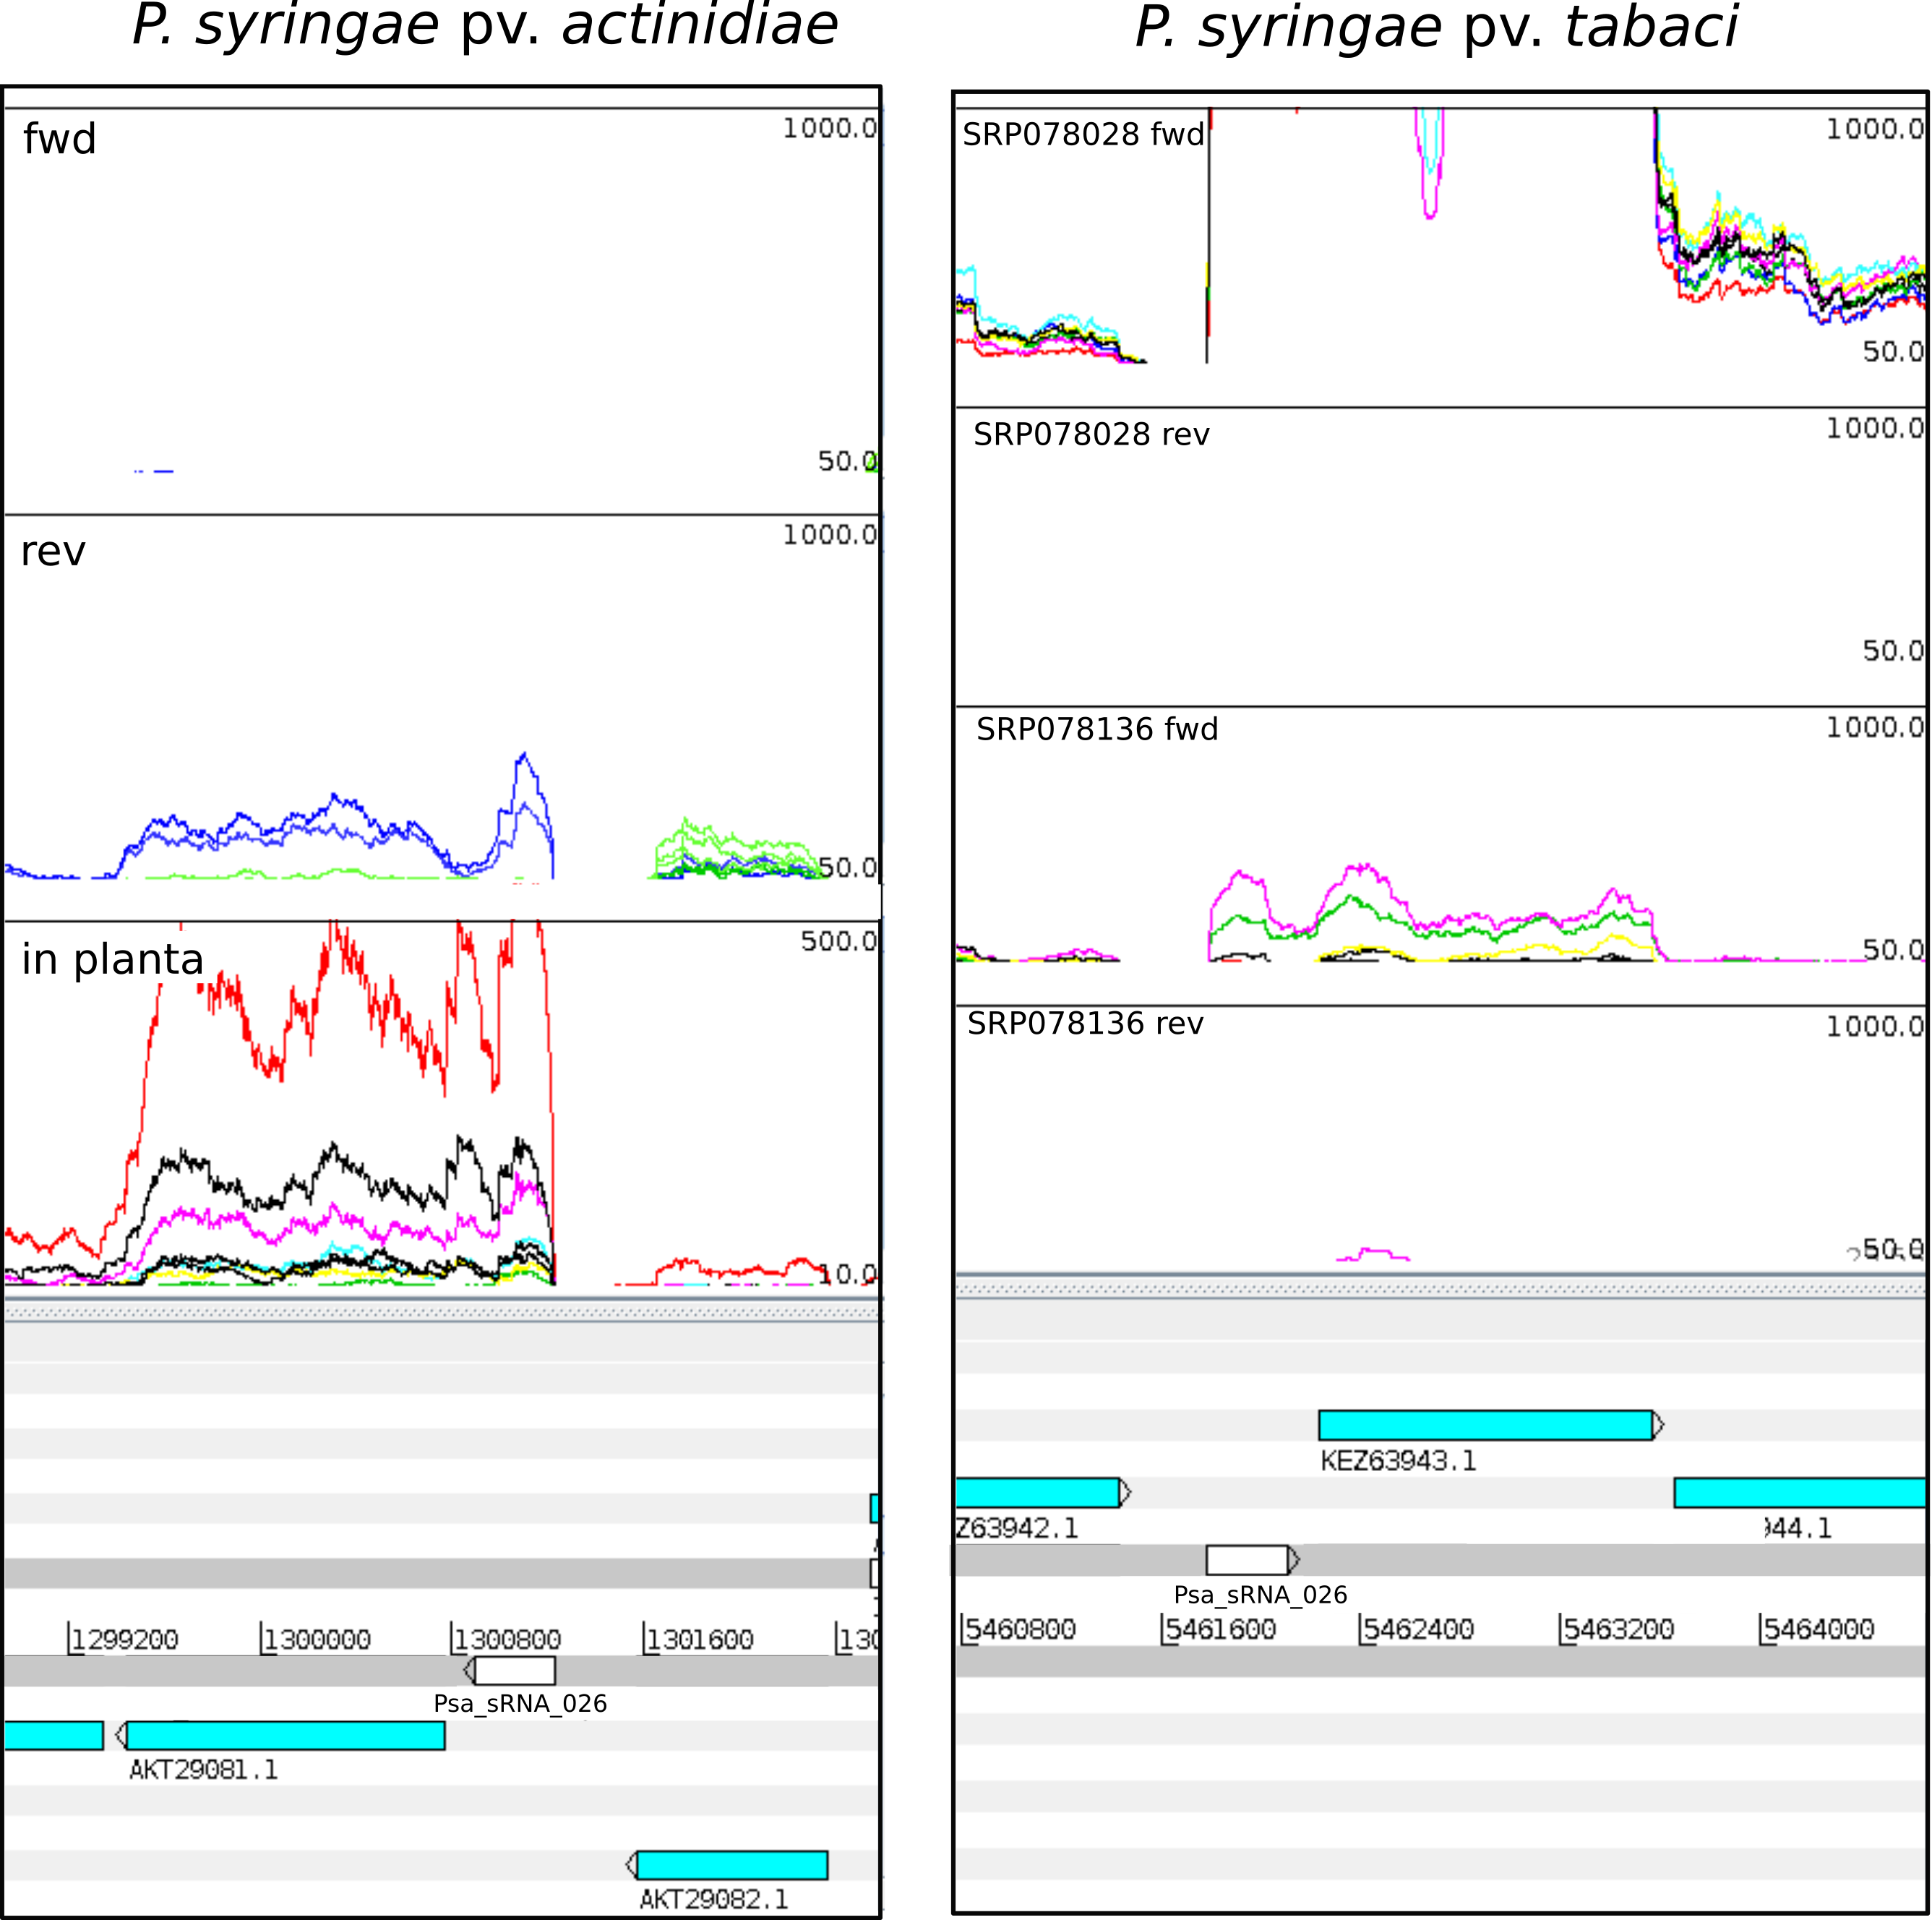 P. syringae pv. actinidiae
fwd
1000.0
50.0
rev
1000.0
50.0
in planta
500.0
10.0
1299200 1300000 1300800 1301600 130
Psa_sRNA_026
AKT29081.1
AKT29082.1
P. syringae pv. tabaci
SRP078028 fwd
1000.0
50.0
SRP078028 rev
1000.0
50.0
SRP078136 fwd
1000.0
50.0
SRP078136 rev
1000.0
50.0
KEZ63943.1
Z63942.1
44.1
Psa_sRNA_026
5460800 5461600 5462400 5463200 5464000